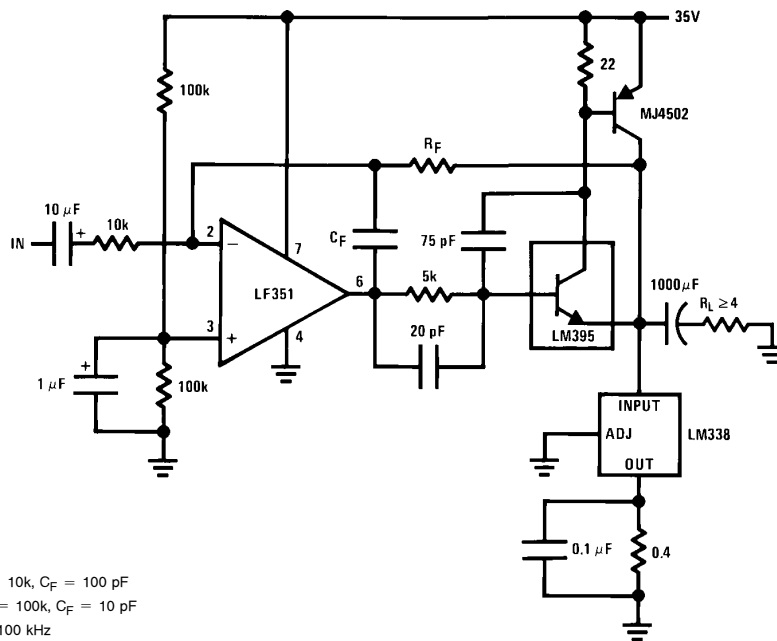 35V
100k
22
MJ4502
R_F
10 μF
+
10k
IN
2
−
7
C_F
75 pF
6
LF351
5k
3
+
4
20 pF
LM395
1000μF
R_L ≥4
+
1 μF
100k
INPUT
ADJ
OUT
LM338
0.1 μF
0.4
10k, C_F = 100 pF
= 100k, C_F = 10 pF
100 kHz